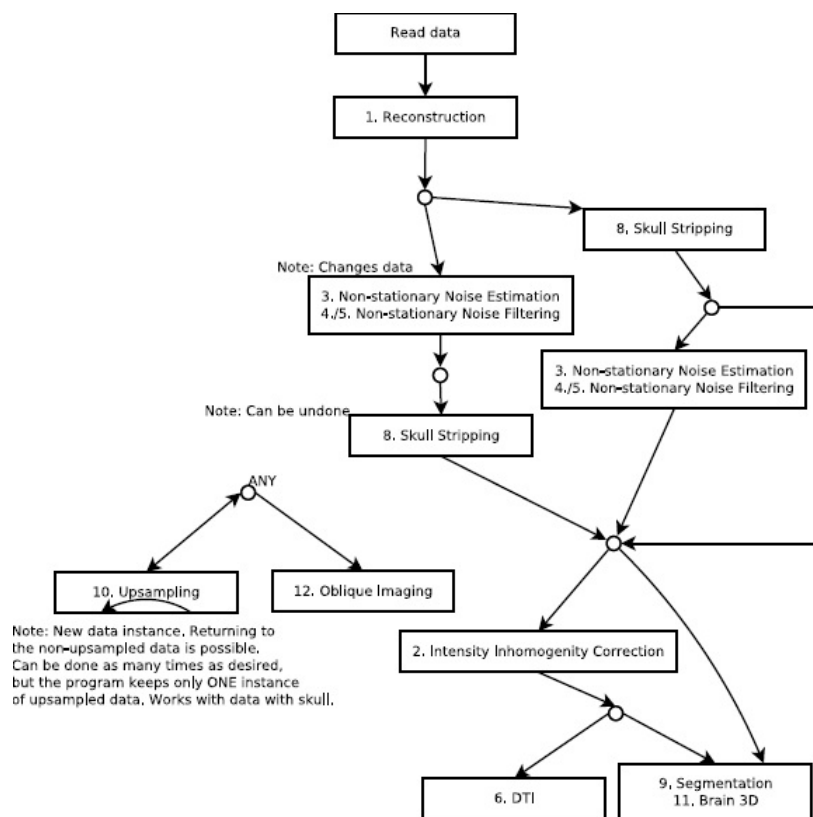 Read data
1. Reconstruction
8. Skull Stripping
Note: Changes data
3. Non-stationary Noise Estimation
4./5. Non-stationary Noise Filtering
3. Non-stationary Noise Estimation
4./5. Non-stationary Noise Filtering
Note: Can be undone
8. Skull Stripping
ANY
10. Upsampling
12. Oblique Imaging
Note: New data instance. Returning to
the non-upsampled data is possible.
Can be done as many times as desired,
but the program keeps only ONE instance
of upsampled data. Works with data with skull.
2. Intensity Inhomogenity Correction
6. DTI
9. Segmentation
11. Brain 3D